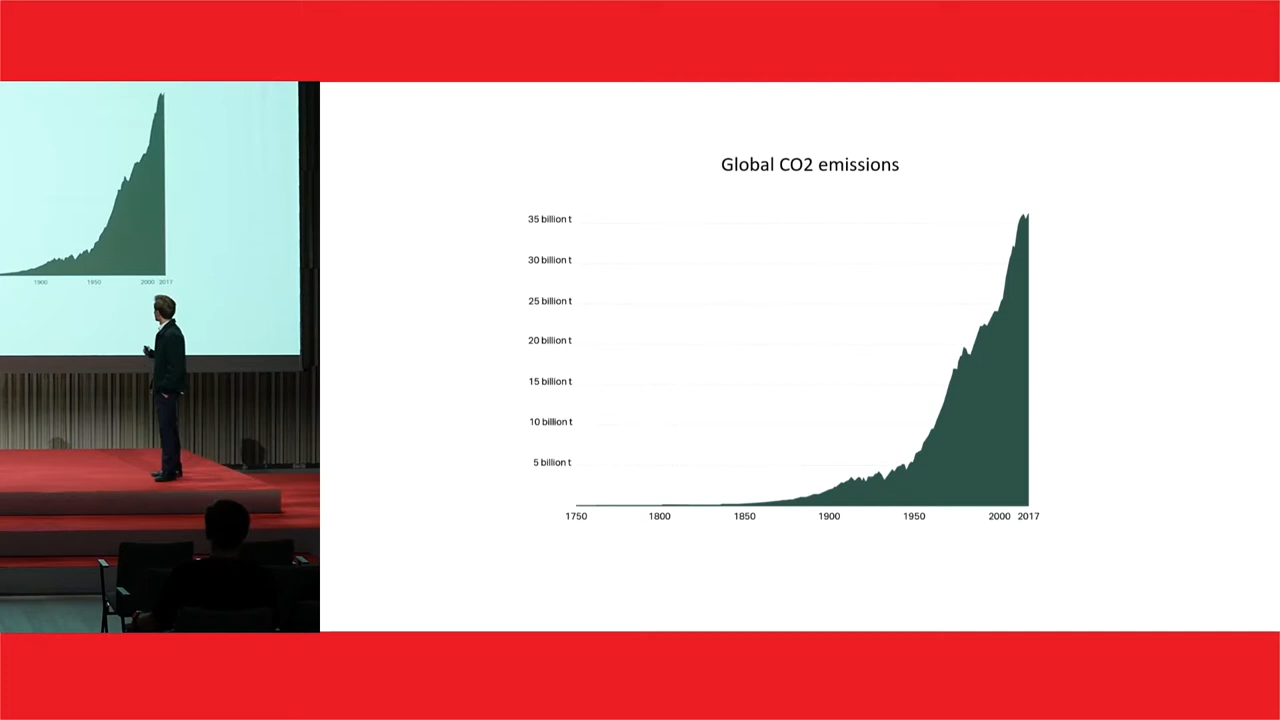 1900 1950 2000 2017
Global CO2 emissions
35 billion t
30 billion t
25 billion t
20 billion t
15 billion t
10 billion t
5 billion t
1750 1800 1850 1900 1950 2000 2017